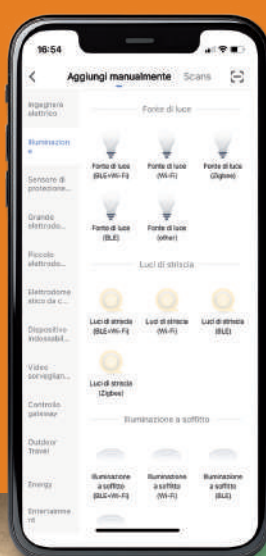 16:54
Aggiungi manualmente Scans
Ingegnere
elettrico
Illuminazion
e
Sensore di
protezione...
Grande
elettrodo...
Piccolo
elettrodo...
Elettrodome
stico da c...
Dispositivo
indossabil...
Video
sorveglian...
Controllo
gateway
Outdoor
Travel
Energy
Entertainme
nt
Fonte di luce
Fonte di luce
(BLE+Wi-Fi)
Fonte di luce
(Wi-Fi)
Fonte di luce
(Zigbee)
Fonte di luce
(BLE)
Fonte di luce
(other)
Luci di striscia
Luci di striscia
(BLE+Wi-Fi)
Luci di striscia
(Wi-Fi)
Luci di striscia
(BLE)
Luci di striscia
(Zigbee)
Illuminazione a soffitto
Illuminazione
a soffitto
(BLE+Wi-Fi)
Illuminazione
a soffitto
(Wi-Fi)
Illuminazione
a soffitto
(BLE)